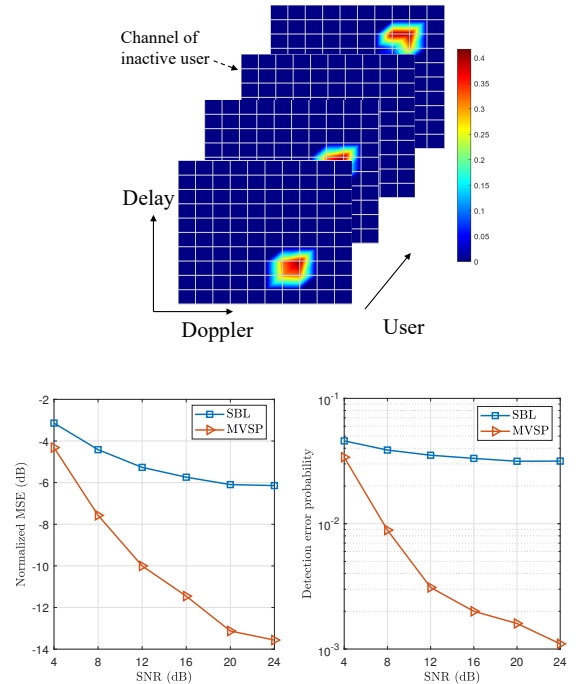 Channel of
inactive user
0.4
0.35
0.3
0.25
0.2
0.15
0.1
0.05
0
Delay
Doppler
User
-2
-4
-6
-8
-10
-12
-14
4
8
12
16
20
24
SNR (dB)
Normalized MSE (dB)
SBL
MVSP
10^-1
10^-2
10^-3
4
8
12
16
20
24
SNR (dB)
Detection error probability
SBL
MVSP